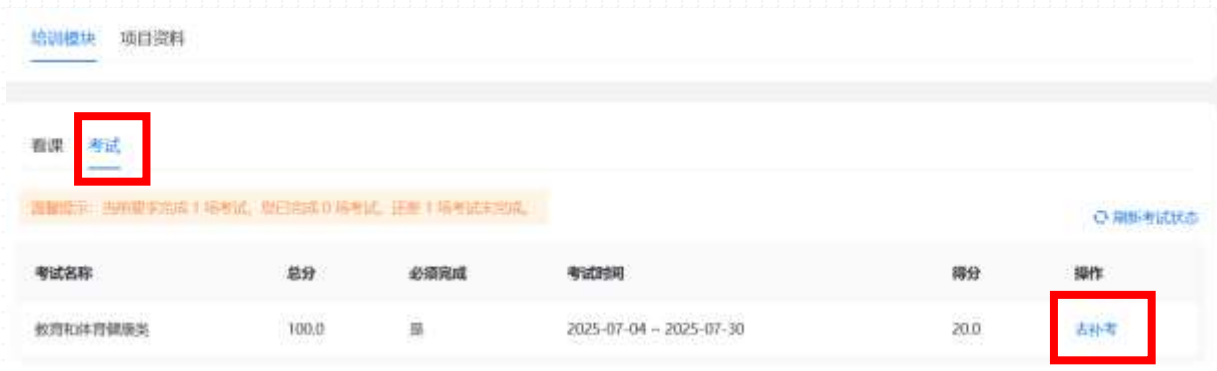 培训模块 项目资料
看课 考试
温馨提示：当前要求完成 1 场考试，您已完成 0 场考试，还差 1 场考试未完成。
刷新考试状态
考试名称 总分 必须完成 考试时间 得分 操作
教育和体育健康类 100.0 是 2025-07-04 ~ 2025-07-30 20.0 去补考